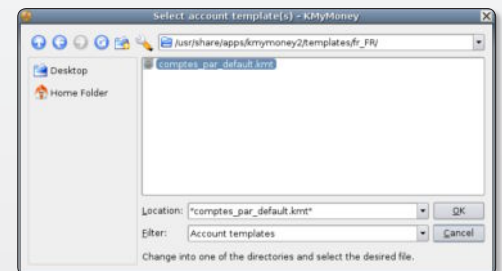 Select account template(s) - KMyMoney
/usr/share/apps/kmymoney2/templates/fr_FR/
Desktop
Home Folder
comptes_par_default.kmt
Location: "comptes_par_default.kmt"
OK
Filter: Account templates
Cancel
Change into one of the directories and select the desired file.